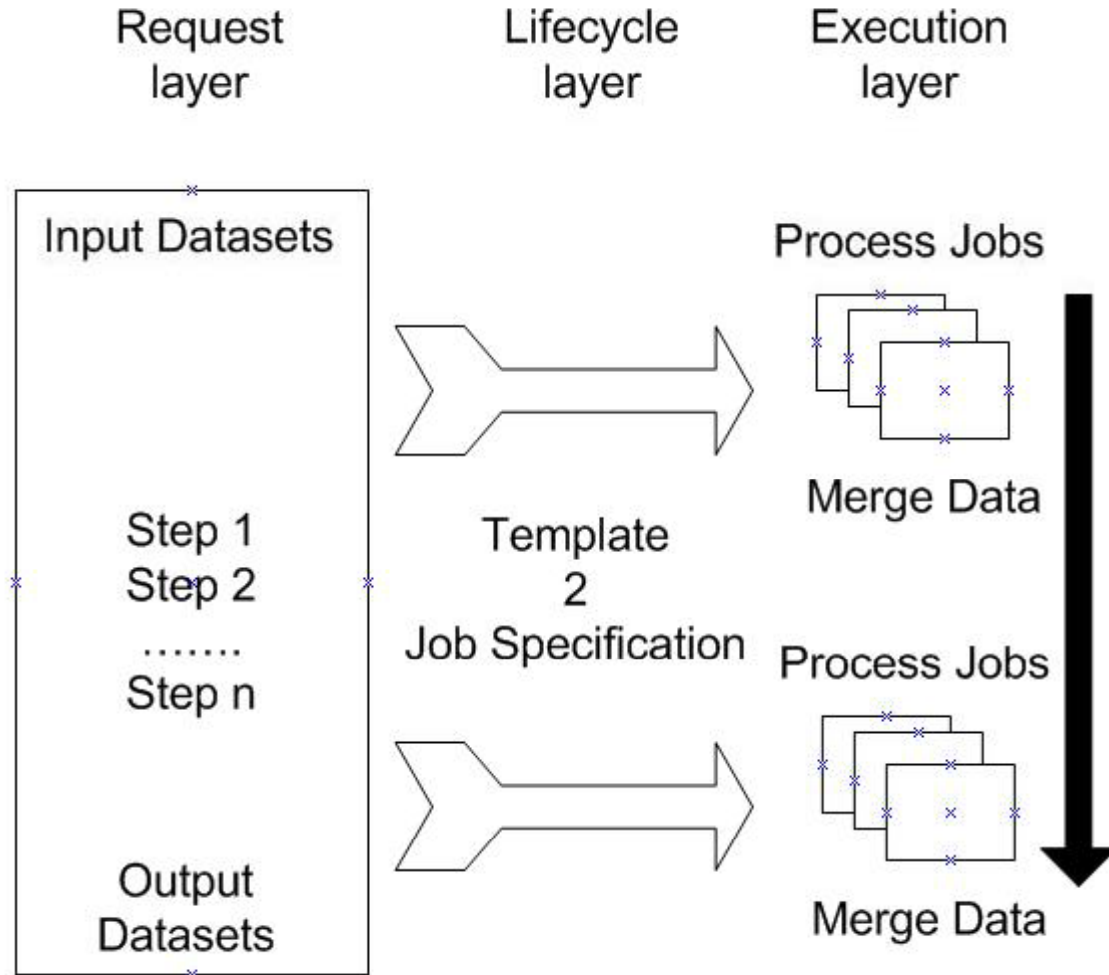 Request
layer
Lifecycle
layer
Execution
layer
Input Datasets
Step 1
Step 2
.......
Step n
Output
Datasets
Template
2
Job Specification
Process Jobs
Merge Data
Process Jobs
Merge Data